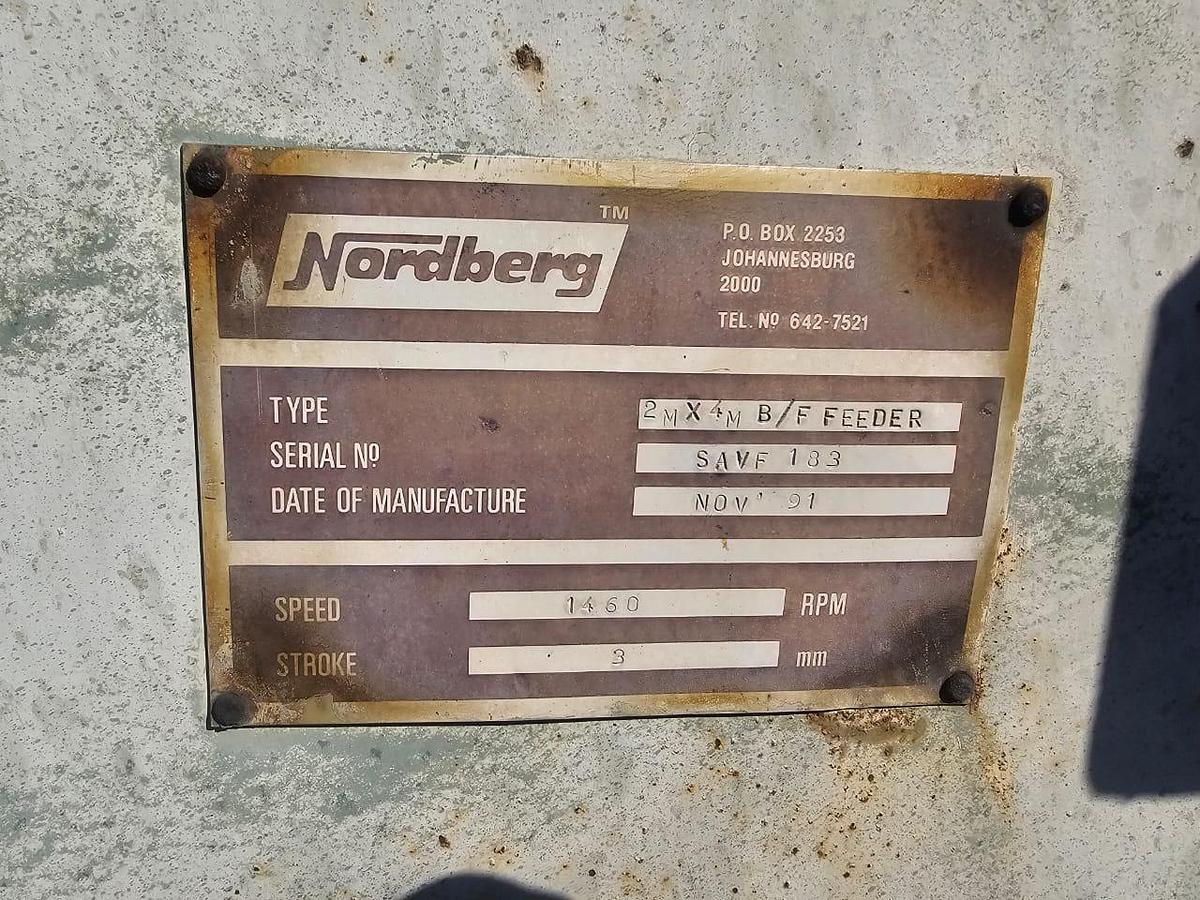 Nordberg™
P.O. BOX 2253
JOHANNESBURG
2000
TEL. Nº 642-7521
TYPE 2M X 4M B/F FEEDER
SERIAL Nº SAVF 183
DATE OF MANUFACTURE NOV' 91
SPEED 1460 RPM
STROKE 3 mm